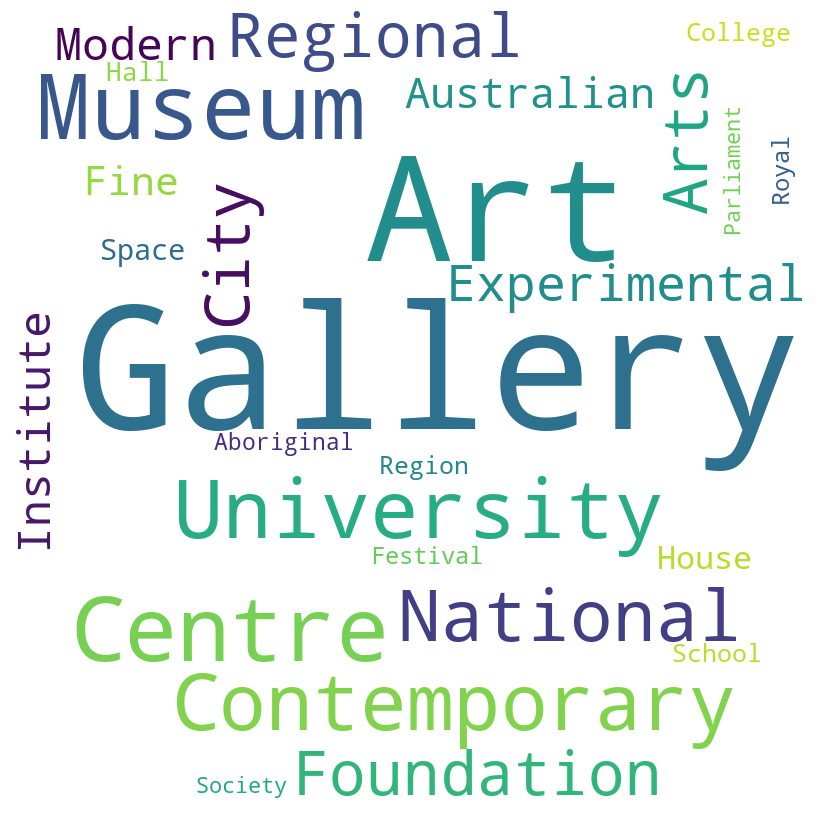 Regional
Modern
College
Hall
Museum
Australian
Arts
Parliament
Royal
Fine
Art
City
Space
Experimental
Gallery
Institute
Aboriginal
Region
University
Festival
House
Centre
National
School
Contemporary
Foundation
Society